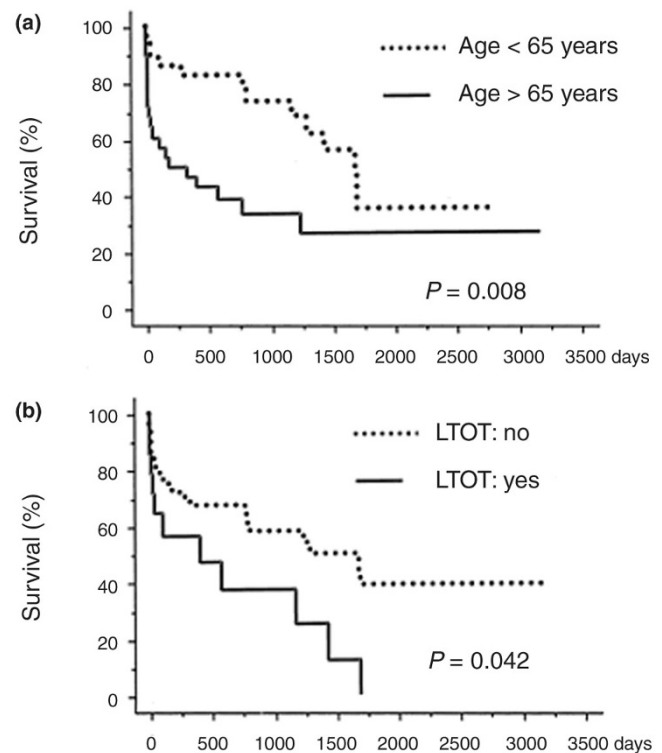 (a)
100
80
60
40
20
0
Survival (%)
Age < 65 years
Age > 65 years
P = 0.008
0 500 1000 1500 2000 2500 3000 3500 days
(b)
100
80
60
40
20
0
Survival (%)
LTOT: no
LTOT: yes
P = 0.042
0 500 1000 1500 2000 2500 3000 3500 days